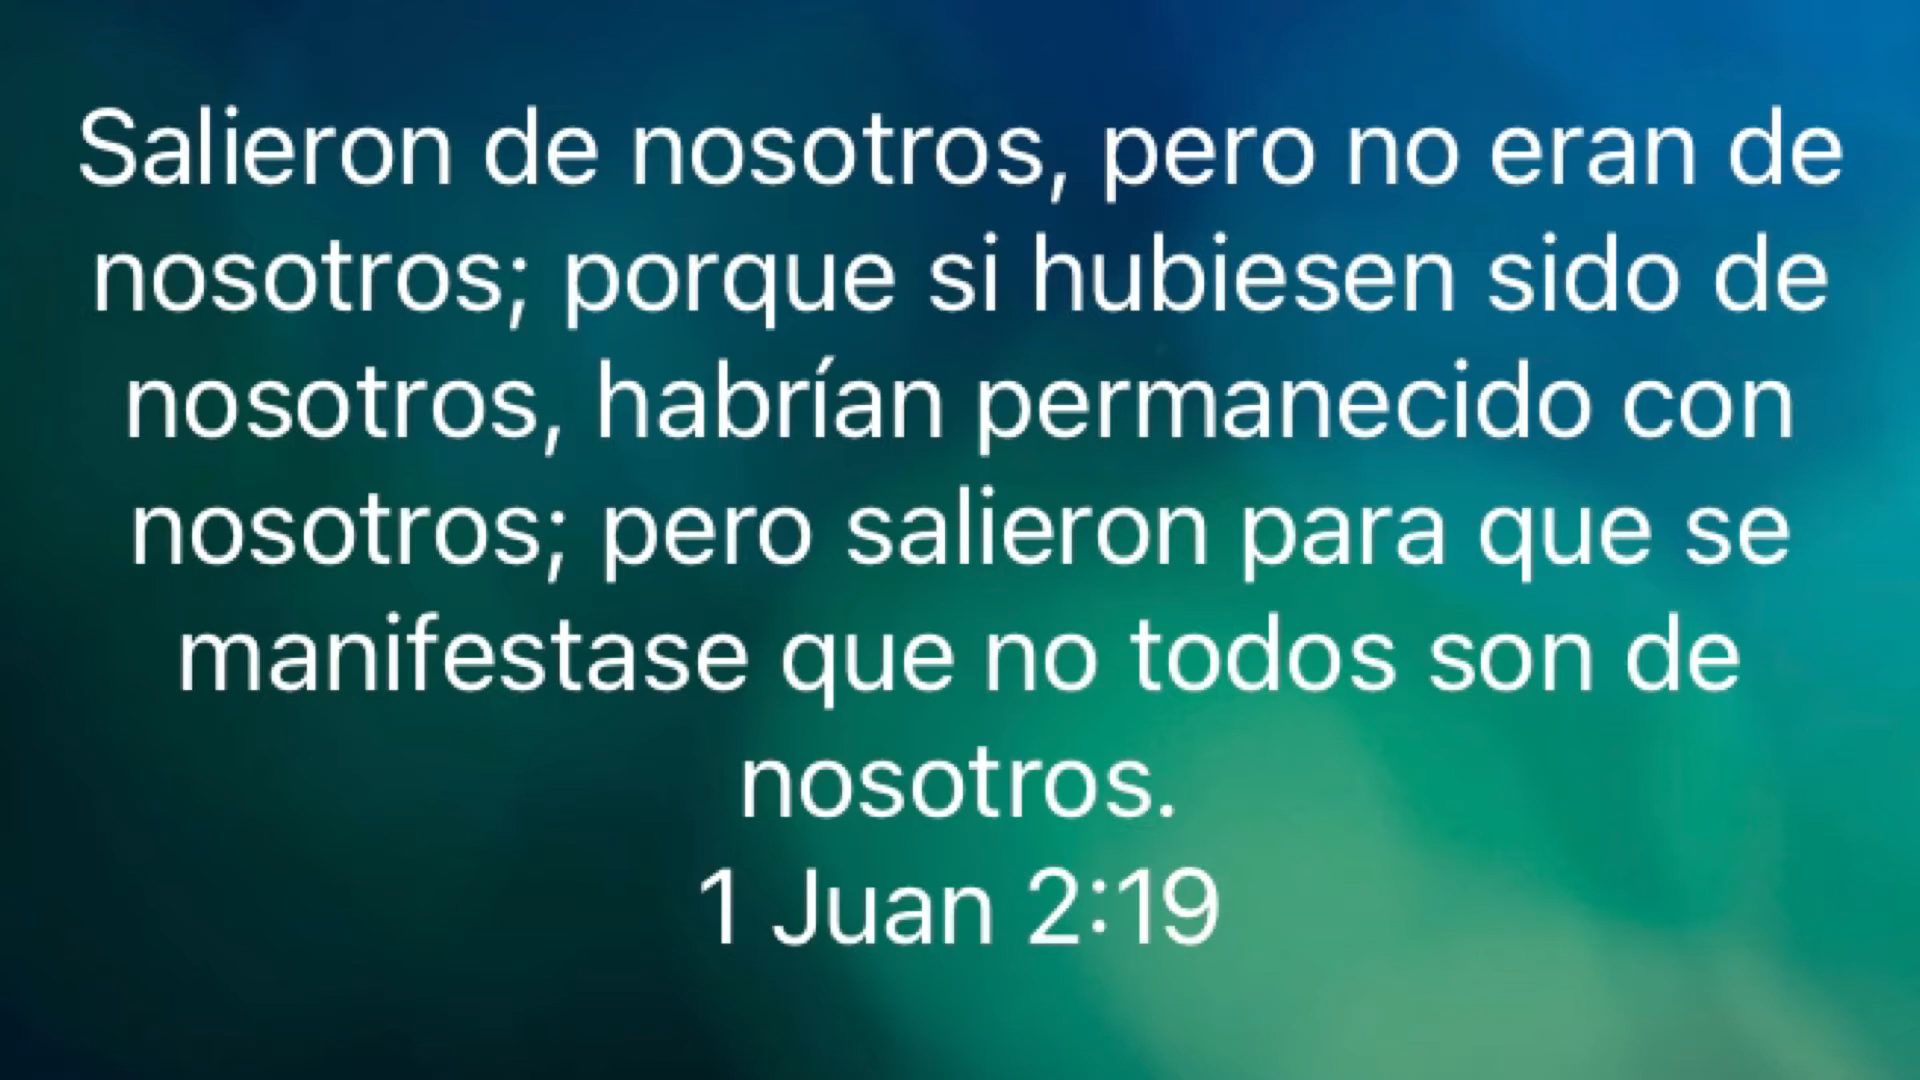 Salieron de nosotros, pero no eran de
nosotros; porque si hubiesen sido de
nosotros, habrían permanecido con
nosotros; pero salieron para que se
manifestase que no todos son de
nosotros.
1 Juan 2:19